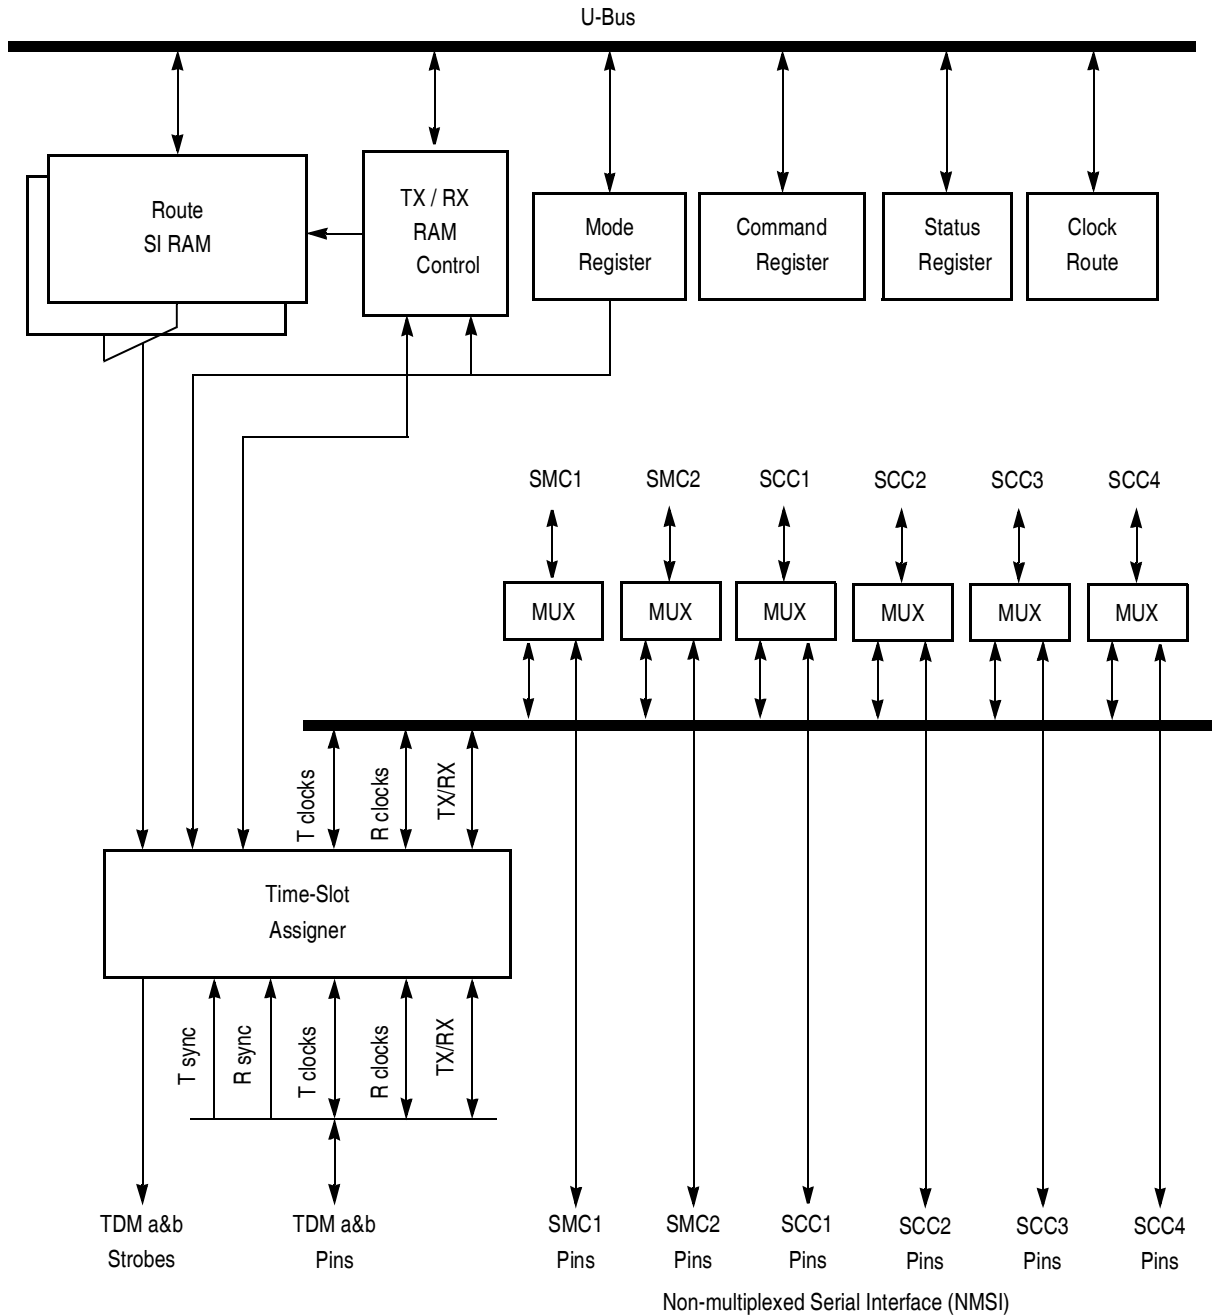 U-Bus
Route
SI RAM
TX / RX
RAM
Control
Mode
Register
Command
Register
Status
Register
Clock
Route
SMC1
SMC2
SCC1
SCC2
SCC3
SCC4
MUX
MUX
MUX
MUX
MUX
MUX
T clocks
R clocks
TX/RX
Time-Slot
Assigner
T sync
R sync
T clocks
R clocks
TX/RX
TDM a&b
Strobes
TDM a&b
Pins
SMC1
Pins
SMC2
Pins
SCC1
Pins
SCC2
Pins
SCC3
Pins
SCC4
Pins
Non-multiplexed Serial Interface (NMSI)